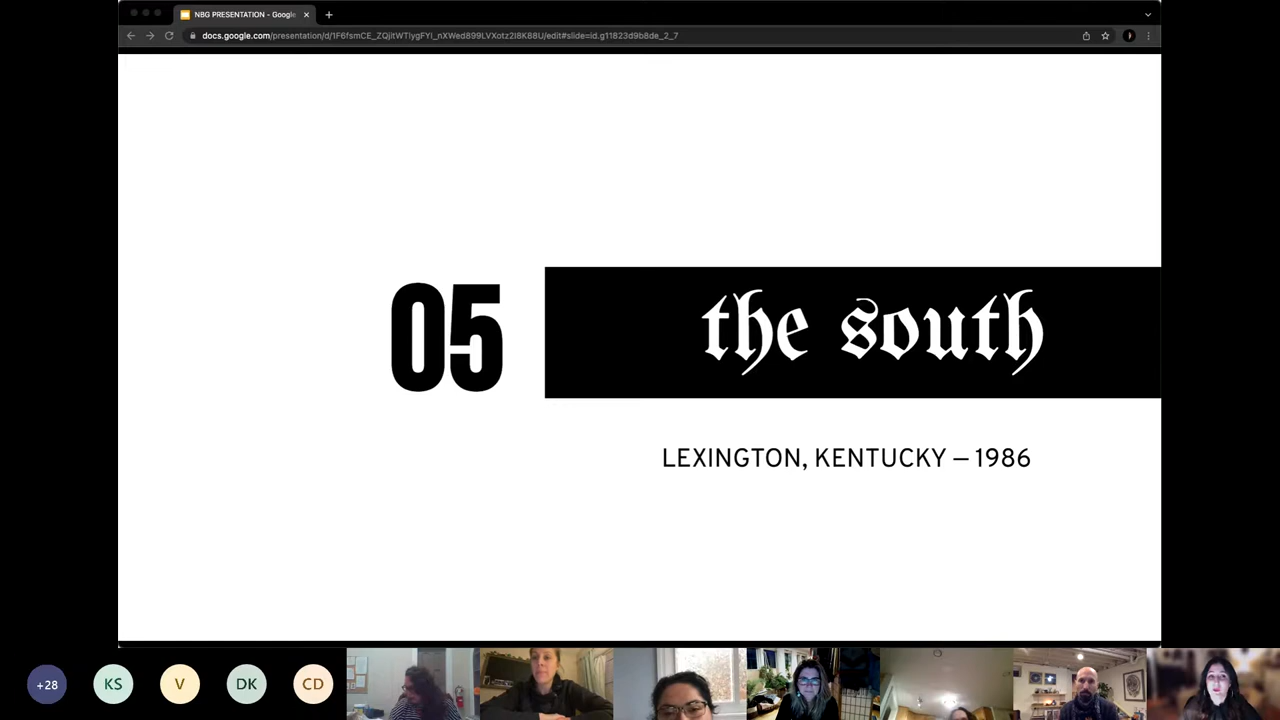 NBG PRESENTATION - Google
docs.google.com/presentation/d/1F6fsmCE_ZQjltWTlygFYl_nXWed899LVXotz2I8K88U/edit#slide=id.g11823d9b8de_2_7
05
the south
LEXINGTON, KENTUCKY – 1986
+28
KS
V
DK
CD